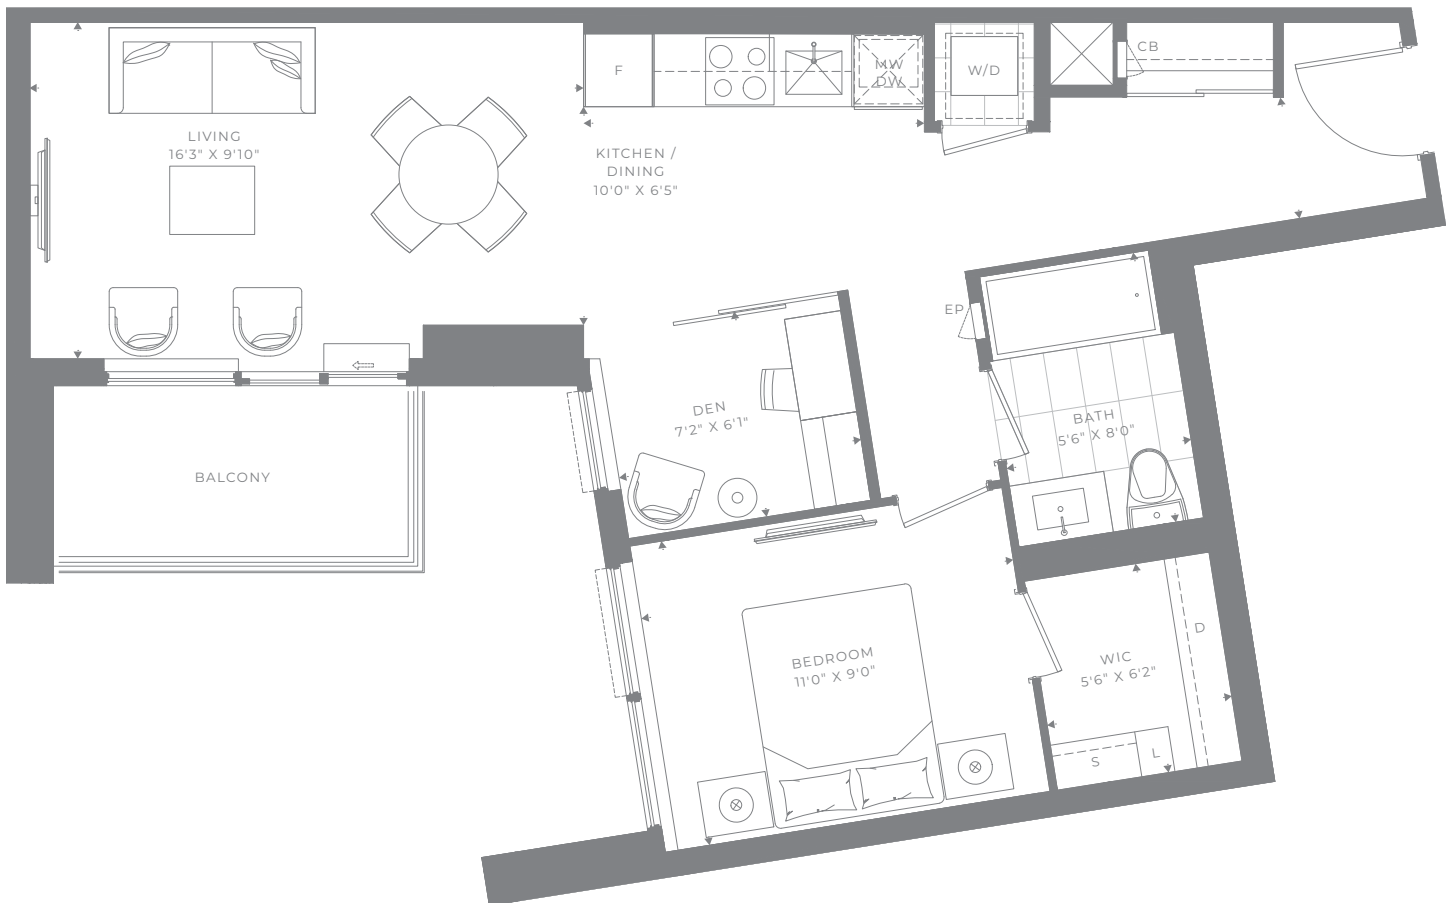 CB
F
MW
DW
W/D
LIVING
16'3" X 9'10"
KITCHEN /
DINING
10'0" X 6'5"
EP
DEN
7'2" X 6'1"
BATH
5'6" X 8'0"
BALCONY
BEDROOM
11'0" X 9'0"
WIC
5'6" X 6'2"
D
S
L